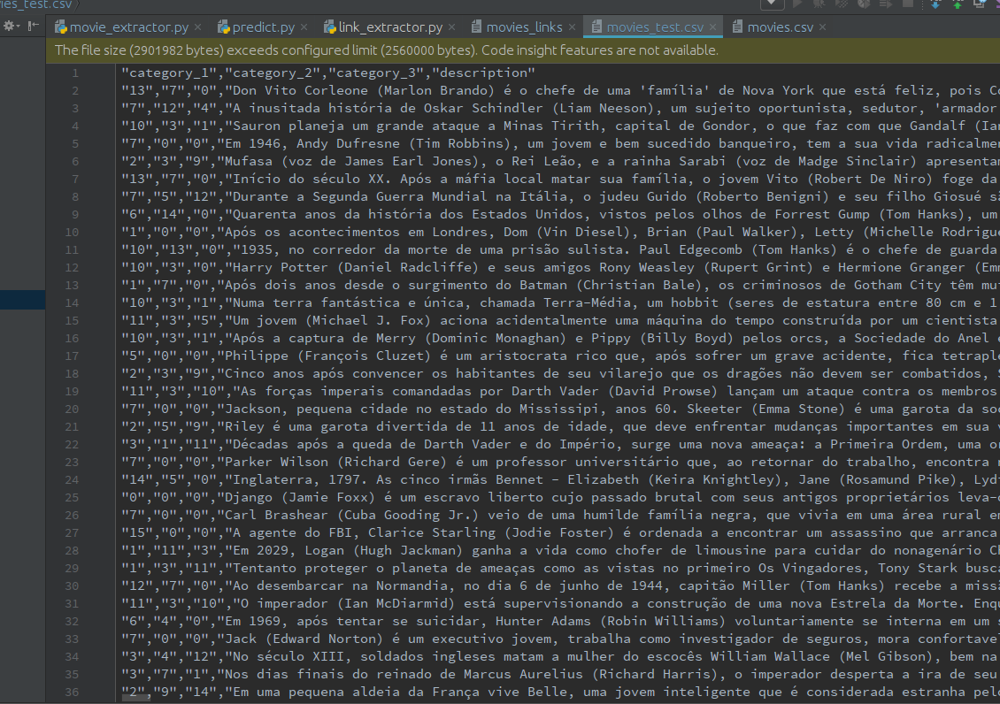 ies_test.csv
movie_extractor.py predict.py link_extractor.py movies_links movies_test.csv movies.csv
The file size (2901982 bytes) exceeds configured limit (2560000 bytes). Code insight features are not available.
1 "category_1","category_2","category_3","description"
2 "13","7","0","Don Vito Corleone (Marlon Brando) é o chefe de uma 'família' de Nova York que está feliz, pois Co
3 "7","12","4","A inusitada história de Oskar Schindler (Liam Neeson), um sujeito oportunista, sedutor, 'armador
4 "10","3","1","Sauron planeja um grande ataque a Minas Tirith, capital de Gondor, o que faz com que Gandalf (Ian
5 "7","0","0","Em 1946, Andy Dufresne (Tim Robbins), um jovem e bem sucedido banqueiro, tem a sua vida radicalmen
6 "2","3","9","Mufasa (voz de James Earl Jones), o Rei Leão, e a rainha Sarabi (voz de Madge Sinclair) apresentam
7 "13","7","0","Início do século XX. Após a máfia local matar sua família, o jovem Vito (Robert De Niro) foge da
8 "7","5","12","Durante a Segunda Guerra Mundial na Itália, o judeu Guido (Roberto Benigni) e seu filho Giosué sã
9 "6","14","0","Quarenta anos da história dos Estados Unidos, vistos pelos olhos de Forrest Gump (Tom Hanks), um
10 "1","0","0","Após os acontecimentos em Londres, Dom (Vin Diesel), Brian (Paul Walker), Letty (Michelle Rodrigue
11 "10","13","0","1935, no corredor da morte de uma prisão sulista. Paul Edgecomb (Tom Hanks) é o chefe de guarda
12 "10","3","0","Harry Potter (Daniel Radcliffe) e seus amigos Rony Weasley (Rupert Grint) e Hermione Granger (Emm
13 "1","7","0","Após dois anos desde o surgimento do Batman (Christian Bale), os criminosos de Gotham City têm mui
14 "10","3","1","Numa terra fantástica e única, chamada Terra-Média, um hobbit (seres de estatura entre 80 cm e 1
15 "11","3","5","Um jovem (Michael J. Fox) aciona acidentalmente uma máquina do tempo construída por um cientista
16 "10","3","1","Após a captura de Merry (Dominic Monaghan) e Pippy (Billy Boyd) pelos orcs, a Sociedade do Anel é
17 "5","0","0","Philippe (François Cluzet) é um aristocrata rico que, após sofrer um grave acidente, fica tetraplé
18 "2","3","9","Cinco anos após convencer os habitantes de seu vilarejo que os dragões não devem ser combatidos, S
19 "11","3","10","As forças imperais comandadas por Darth Vader (David Prowse) lançam um ataque contra os membros
20 "7","0","0","Jackson, pequena cidade no estado do Mississipi, anos 60. Skeeter (Emma Stone) é uma garota da soc
21 "2","5","9","Riley é uma garota divertida de 11 anos de idade, que deve enfrentar mudanças importantes em sua v
22 "3","1","11","Décadas após a queda de Darth Vader e do Império, surge uma nova ameaça: a Primeira Ordem, uma or
23 "7","0","0","Parker Wilson (Richard Gere) é um professor universitário que, ao retornar do trabalho, encontra n
24 "14","5","0","Inglaterra, 1797. As cinco irmãs Bennet - Elizabeth (Keira Knightley), Jane (Rosamund Pike), Lydi
25 "0","0","0","Django (Jamie Foxx) é um escravo liberto cujo passado brutal com seus antigos proprietários leva-o
26 "7","0","0","Carl Brashear (Cuba Gooding Jr.) veio de uma humilde família negra, que vivia em uma área rural em
27 "15","0","0","A agente do FBI, Clarice Starling (Jodie Foster) é ordenada a encontrar um assassino que arranca
28 "1","11","3","Em 2029, Logan (Hugh Jackman) ganha a vida como chofer de limousine para cuidar do nonagenário Ch
29 "1","3","11","Tentanto proteger o planeta de ameaças como as vistas no primeiro Os Vingadores, Tony Stark busca
30 "12","7","0","Ao desembarcar na Normandia, no dia 6 de junho de 1944, capitão Miller (Tom Hanks) recebe a missã
31 "11","3","10","O imperador (Ian McDiarmid) está supervisionando a construção de uma nova Estrela da Morte. Enqu
32 "6","4","0","Em 1969, após tentar se suicidar, Hunter Adams (Robin Williams) voluntariamente se interna em um s
33 "7","0","0","Jack (Edward Norton) é um executivo jovem, trabalha como investigador de seguros, mora confortavel
34 "3","4","12","No século XIII, soldados ingleses matam a mulher do escocês William Wallace (Mel Gibson), bem na
35 "3","7","1","Nos dias finais do reinado de Marcus Aurelius (Richard Harris), o imperador desperta a ira de seu
36 "2","9","14","Em uma pequena aldeia da França vive Belle, uma jovem inteligente que é considerada estranha pelo